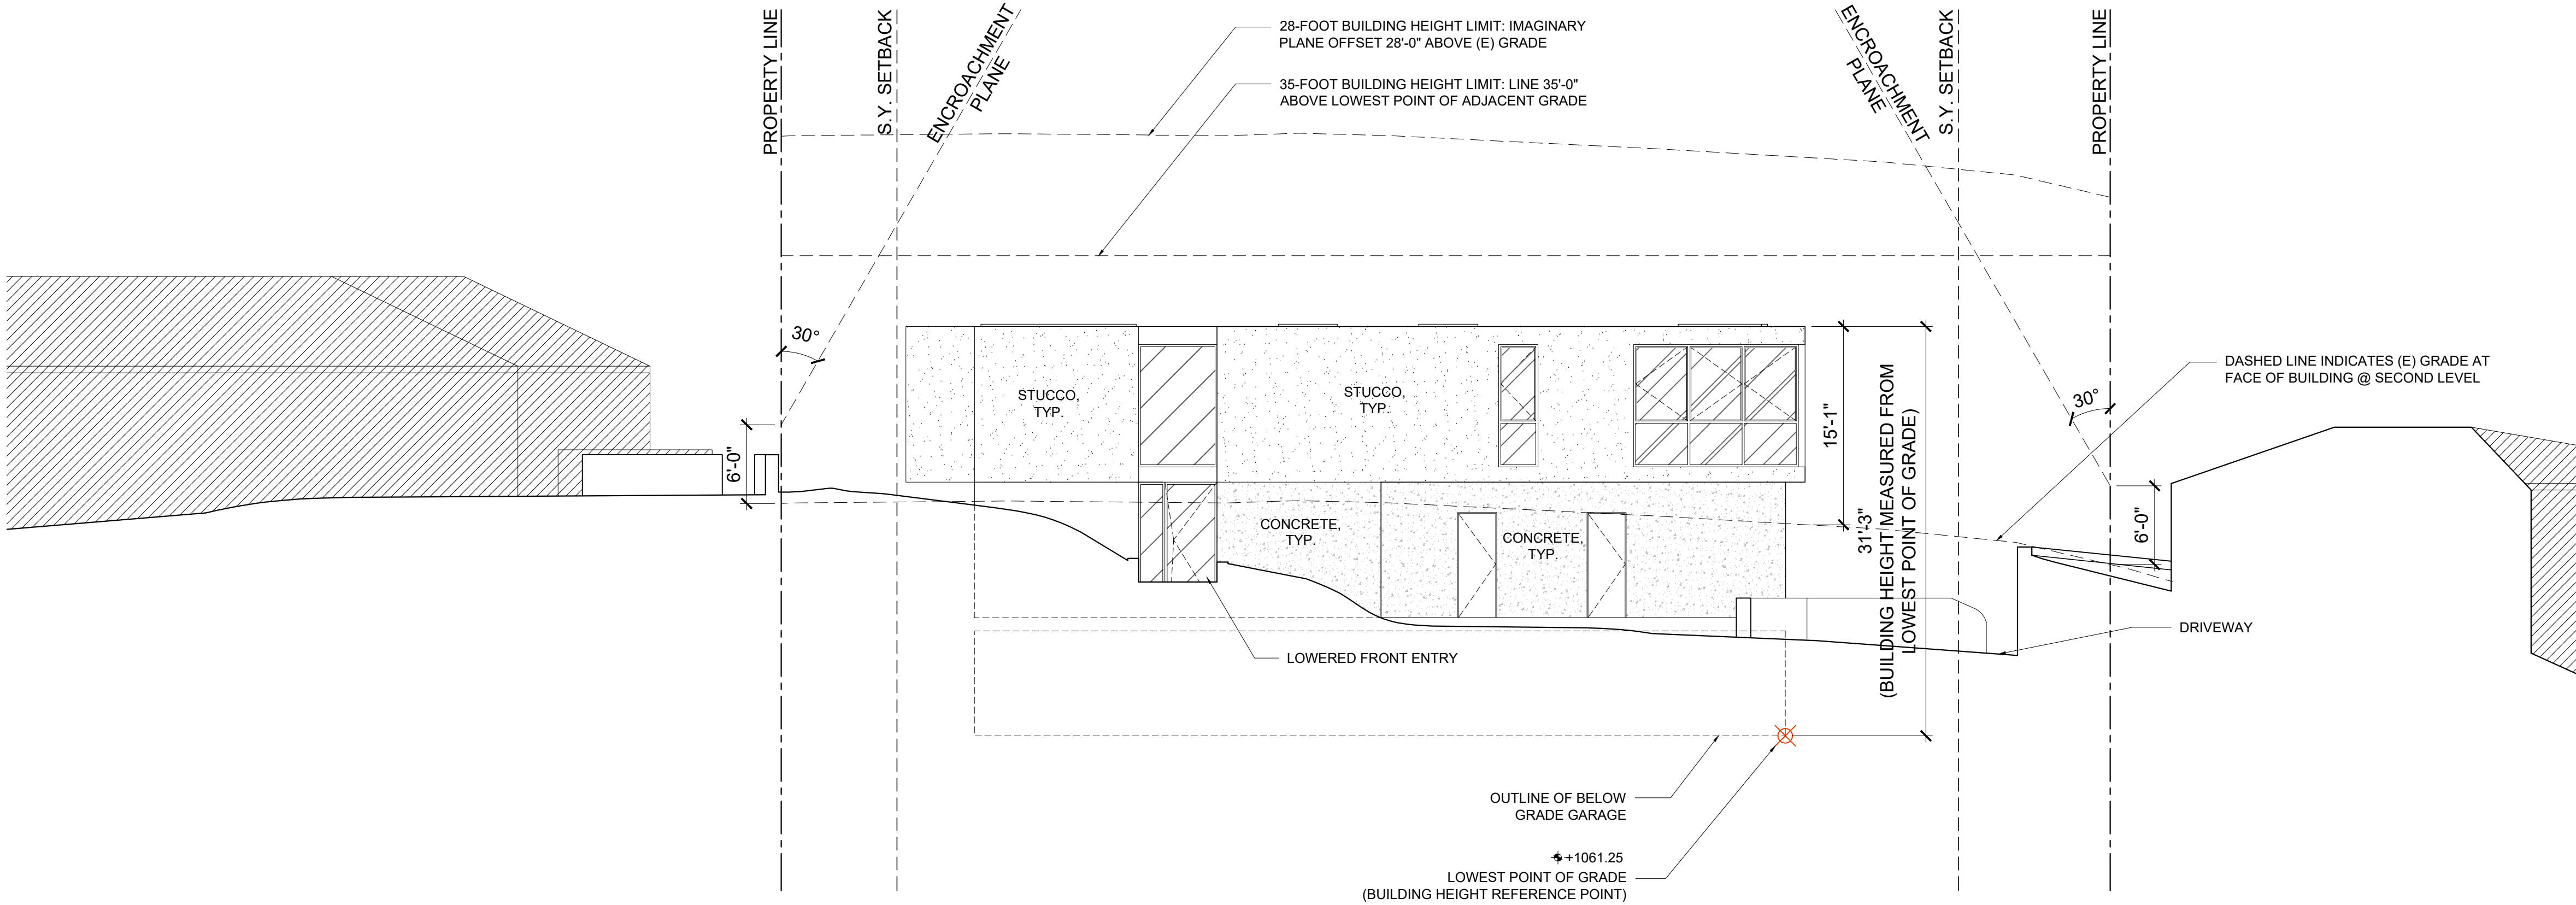 PROPERTY LINE
S.Y. SETBACK
ENCROACHMENT
PLANE
28-FOOT BUILDING HEIGHT LIMIT: IMAGINARY
PLANE OFFSET 28'-0" ABOVE (E) GRADE
35-FOOT BUILDING HEIGHT LIMIT: LINE 35'-0"
ABOVE LOWEST POINT OF ADJACENT GRADE
ENCROACHMENT
PLANE
S.Y. SETBACK
PROPERTY LINE
30°
6'-0"
STUCCO,
TYP.
STUCCO,
TYP.
CONCRETE,
TYP.
CONCRETE,
TYP.
15'-1"
31'-3"
(BUILDING HEIGHT MEASURED FROM
LOWEST POINT OF GRADE)
30°
6'-0"
DASHED LINE INDICATES (E) GRADE AT
FACE OF BUILDING @ SECOND LEVEL
DRIVEWAY
LOWERED FRONT ENTRY
OUTLINE OF BELOW
GRADE GARAGE
+1061.25
LOWEST POINT OF GRADE
(BUILDING HEIGHT REFERENCE POINT)